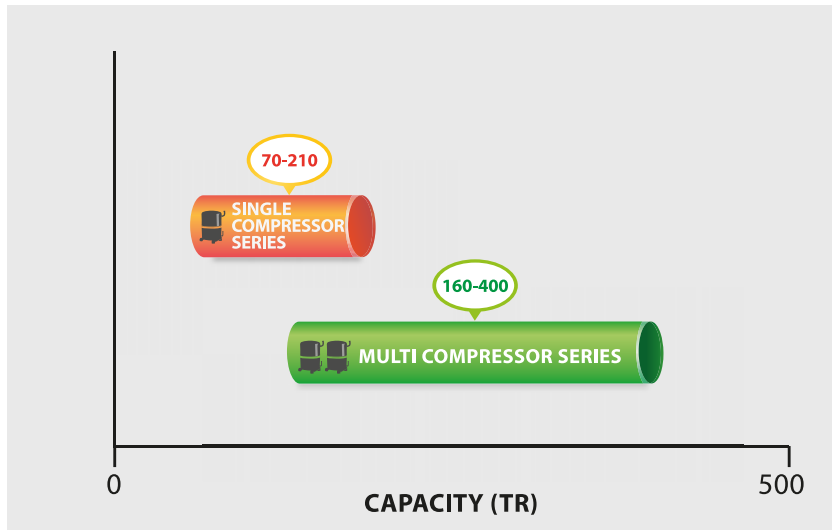 70-210
SINGLE
COMPRESSOR
SERIES
160-400
MULTI COMPRESSOR SERIES
0
500
CAPACITY (TR)